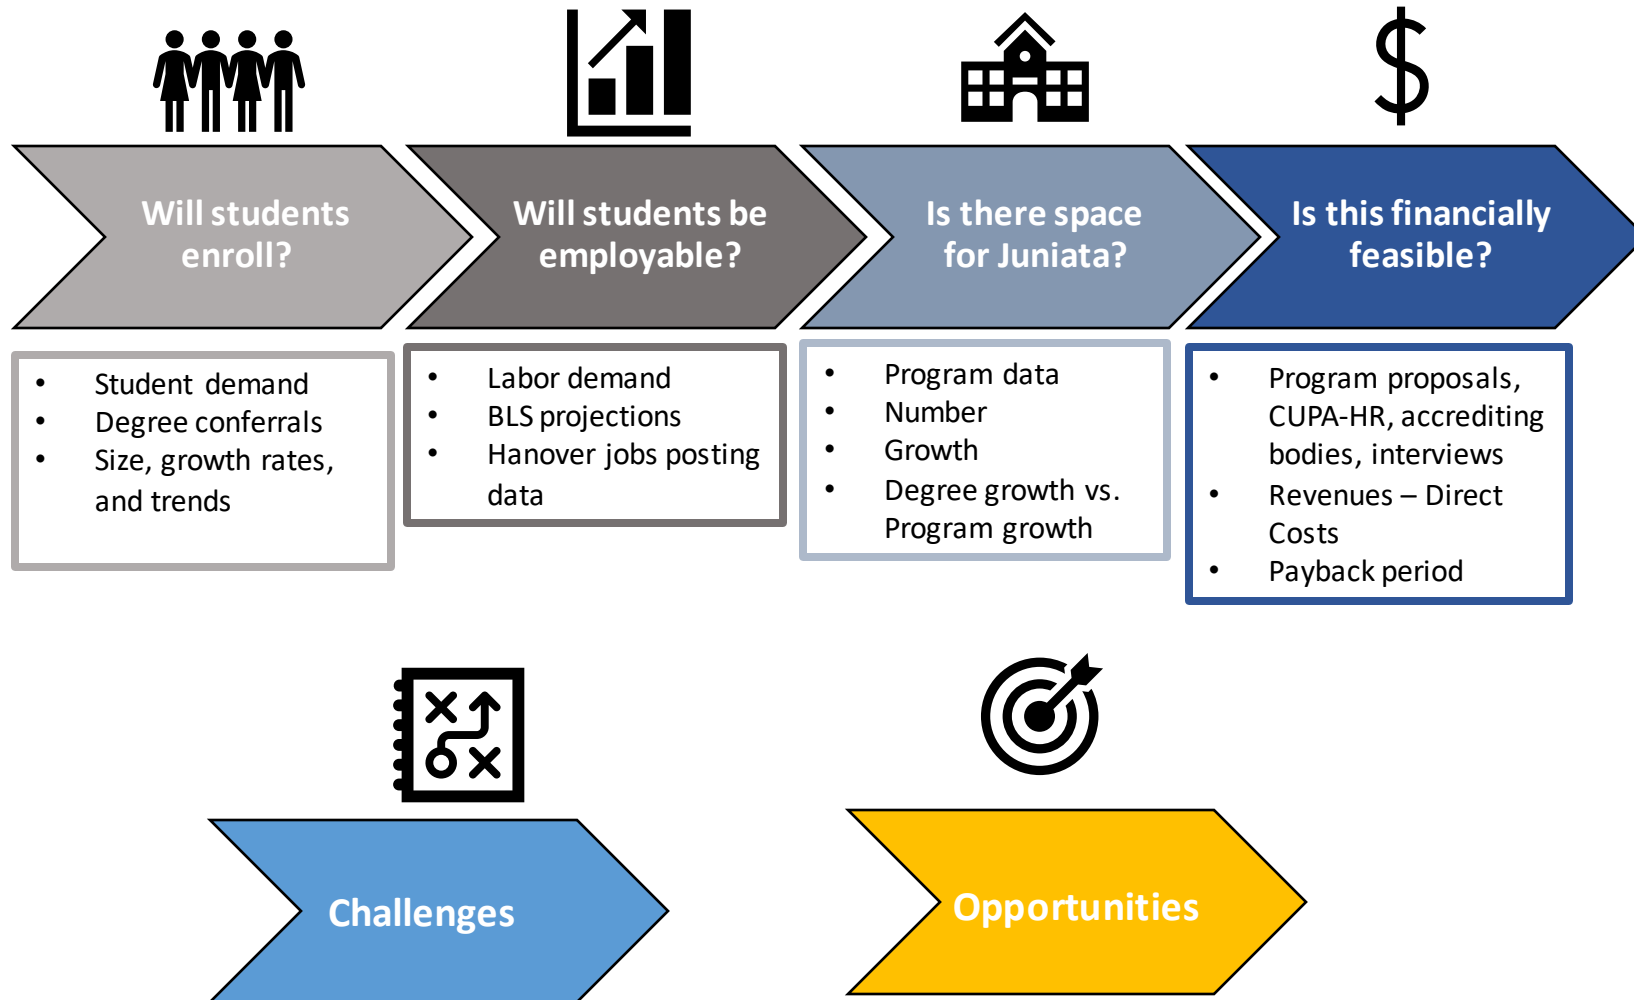 Will students
enroll?
Will students be
employable?
Is there space
for Juniata?
Is this financially
feasible?
• Student demand
• Degree conferrals
• Size, growth rates,
and trends
• Labor demand
• BLS projections
• Hanover jobs posting
data
• Program data
• Number
• Growth
• Degree growth vs.
Program growth
• Program proposals,
CUPA-HR, accrediting
bodies, interviews
• Revenues – Direct
Costs
• Payback period
Challenges
Opportunities